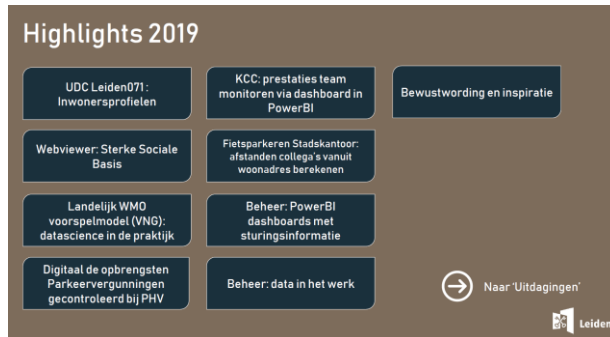 Highlights 2019
UDC Leiden071:
Inwonersprofielen
Webviewer: Sterke Sociale
Basis
Landelijk WMO
voorspelmodel (VNG):
datascience in de praktijk
Digitaal de opbrengsten
Parkeervergunningen
gecontroleerd bij PHV
KCC: prestaties team
monitoren via dashboard in
PowerBI
Fietsparkeren Stadskantoor:
afstanden collega's vanuit
woonadres berekenen
Beheer: PowerBI
dashboards met
sturingsinformatie
Beheer: data in het werk
Bewustwording en inspiratie
Naar 'Uitdagingen'
Leiden